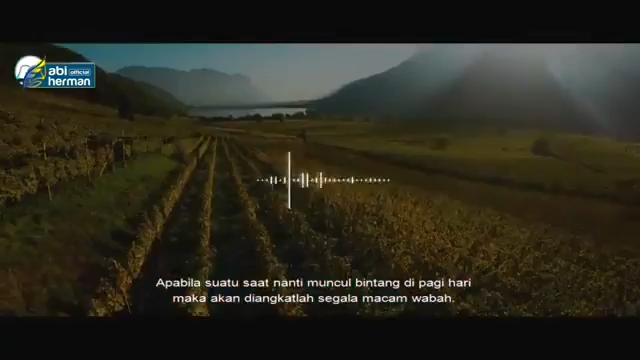 abi official
herman
Apabila suatu saat nanti muncul bintang di pagi hari
maka akan diangkatlah segala macam wabah.